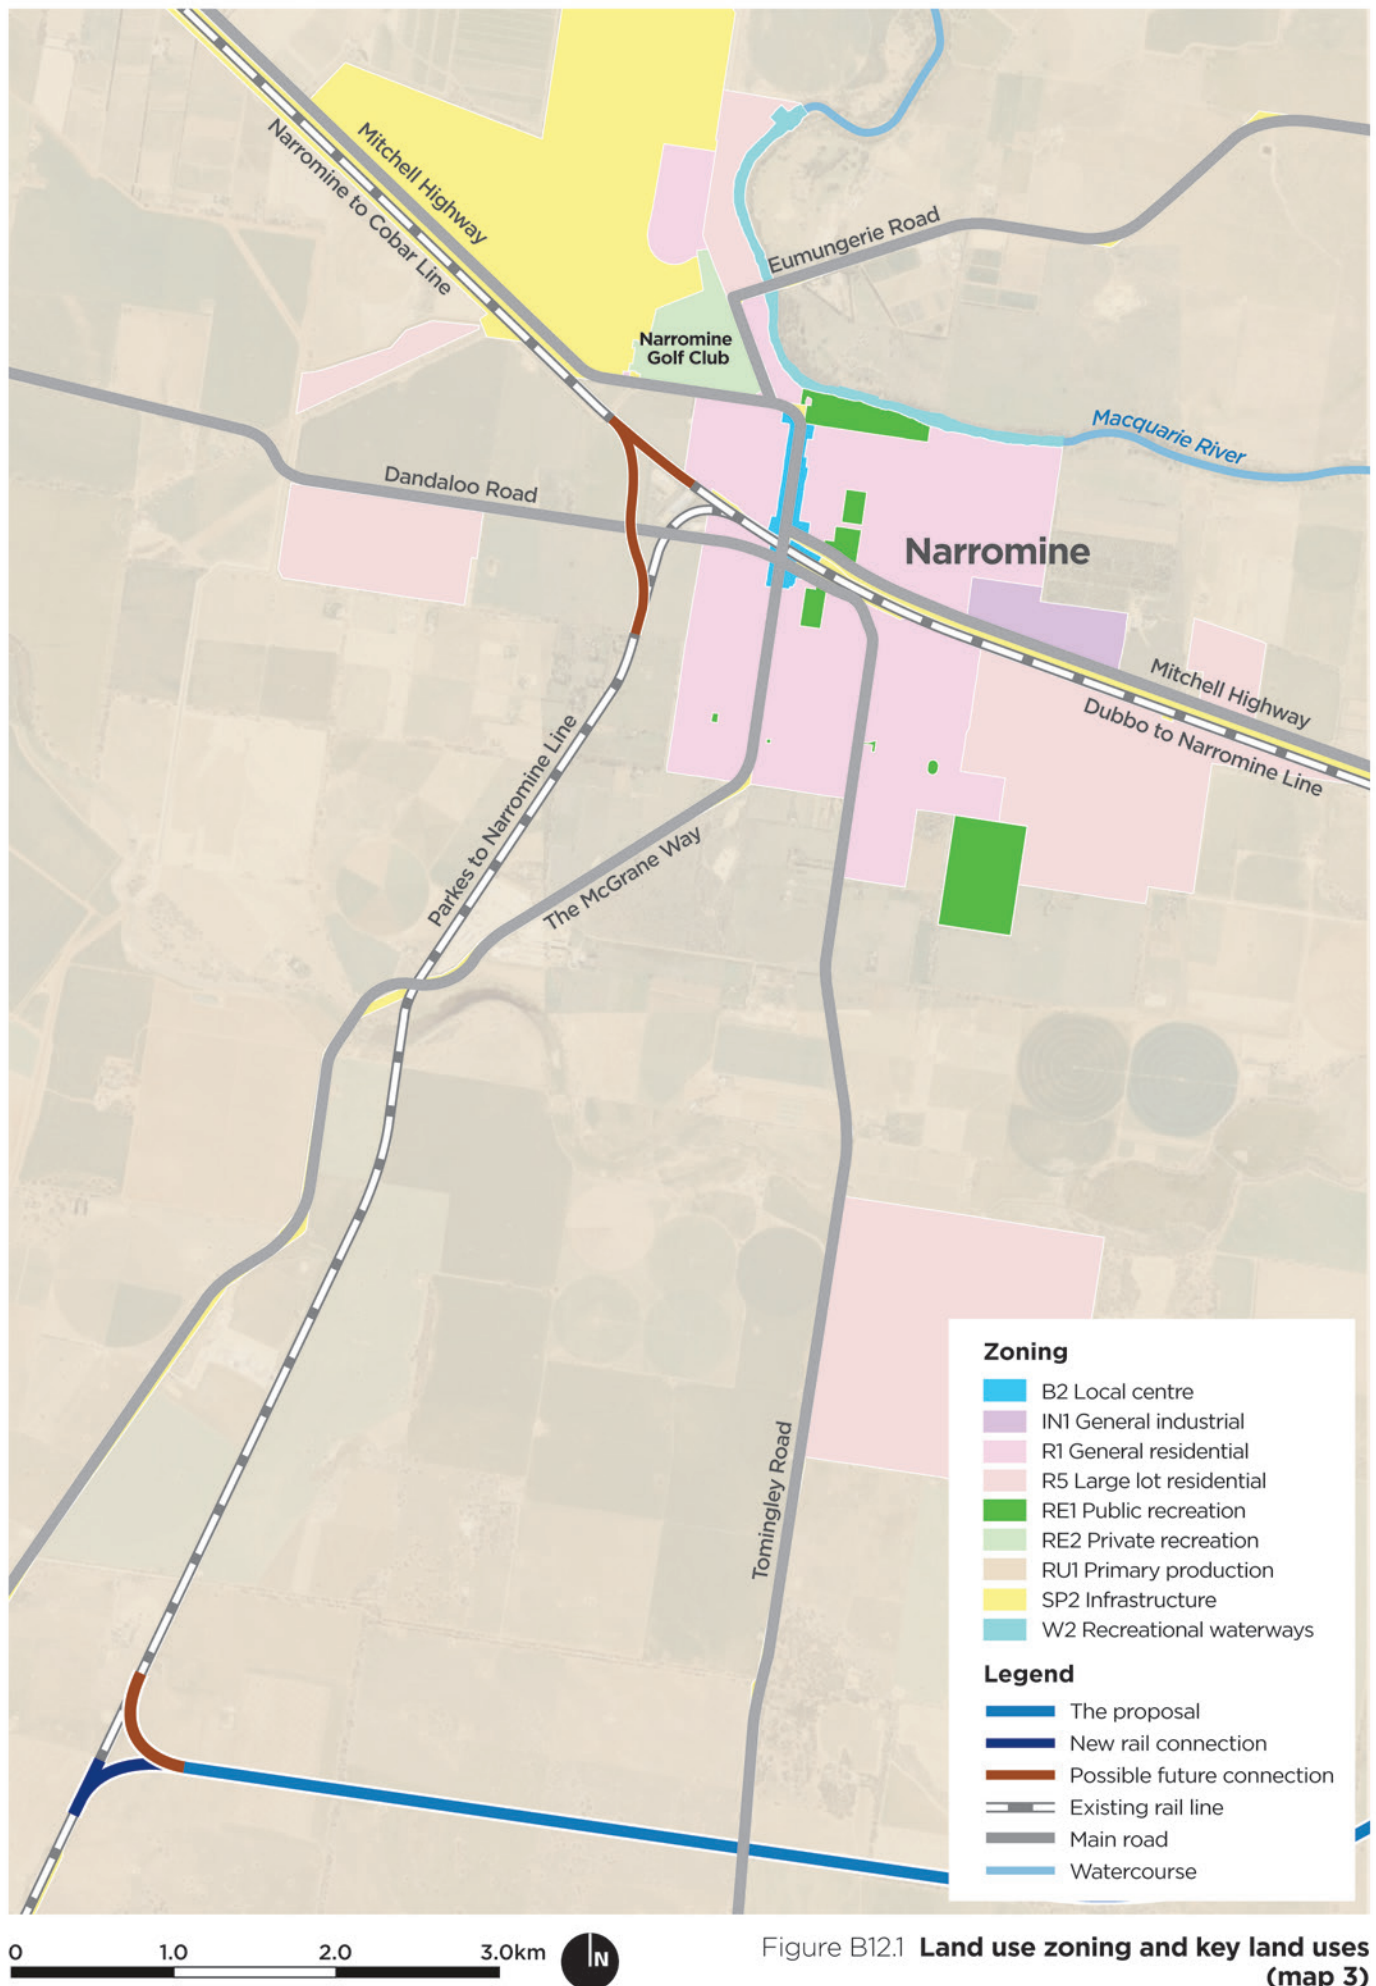 Mitchell Highway
Narromine to Cobar Line
Eumungerie Road
Narromine
Golf Club
Macquarie River
Dandaloo Road
Narromine
Mitchell Highway
Dubbo to Narromine Line
Parkes to Narromine Line
The McGrane Way
Tomingley Road
Zoning
B2 Local centre
IN1 General industrial
R1 General residential
R5 Large lot residential
RE1 Public recreation
RE2 Private recreation
RU1 Primary production
SP2 Infrastructure
W2 Recreational waterways
Legend
The proposal
New rail connection
Possible future connection
Existing rail line
Main road
Watercourse
0 1.0 2.0 3.0km
N
Figure B12.1 Land use zoning and key land uses
(map 3)